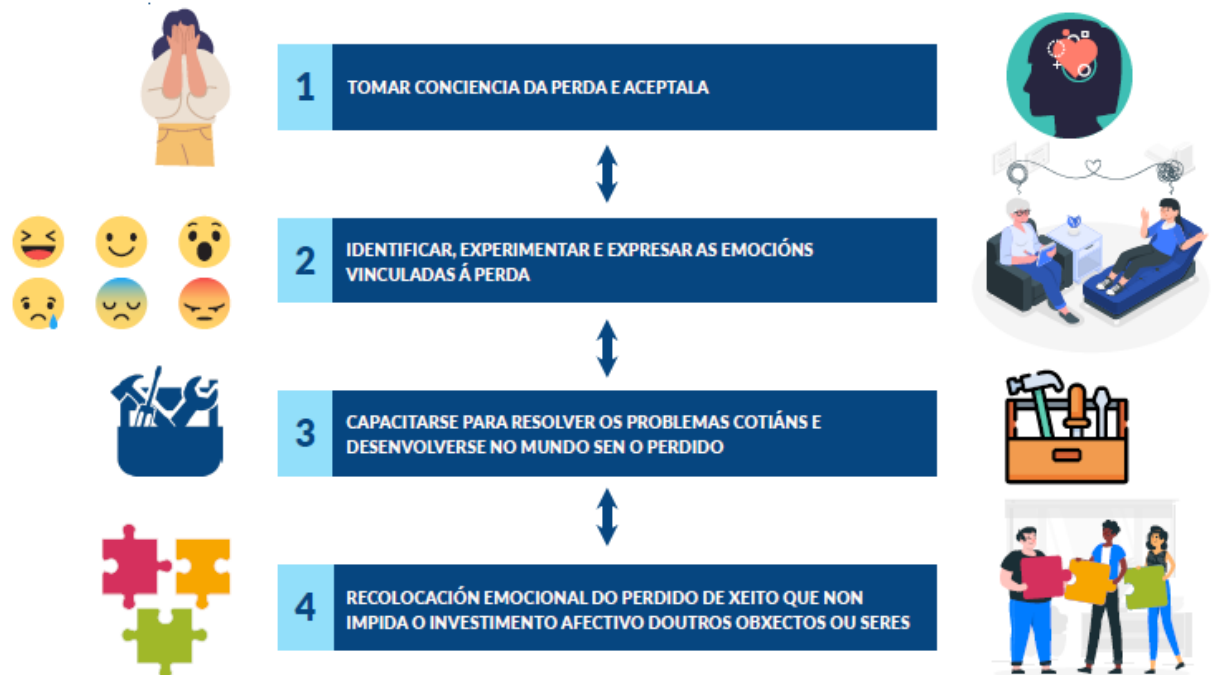 1
TOMAR CONCIENCIA DA PERDA E ACEPTALA
2
IDENTIFICAR, EXPERIMENTAR E EXPRESAR AS EMOCIÓNS
VINCULADAS Á PERDA
3
CAPACITARSE PARA RESOLVER OS PROBLEMAS COTIÁNS E
DESENVOLVERSE NO MUNDO SEN O PERDIDO
4
RECOLOCACIÓN EMOCIONAL DO PERDIDO DE XEITO QUE NON
IMPIDA O INVESTIMENTO AFECTIVO DOUTROS OBXECTOS OU SERES